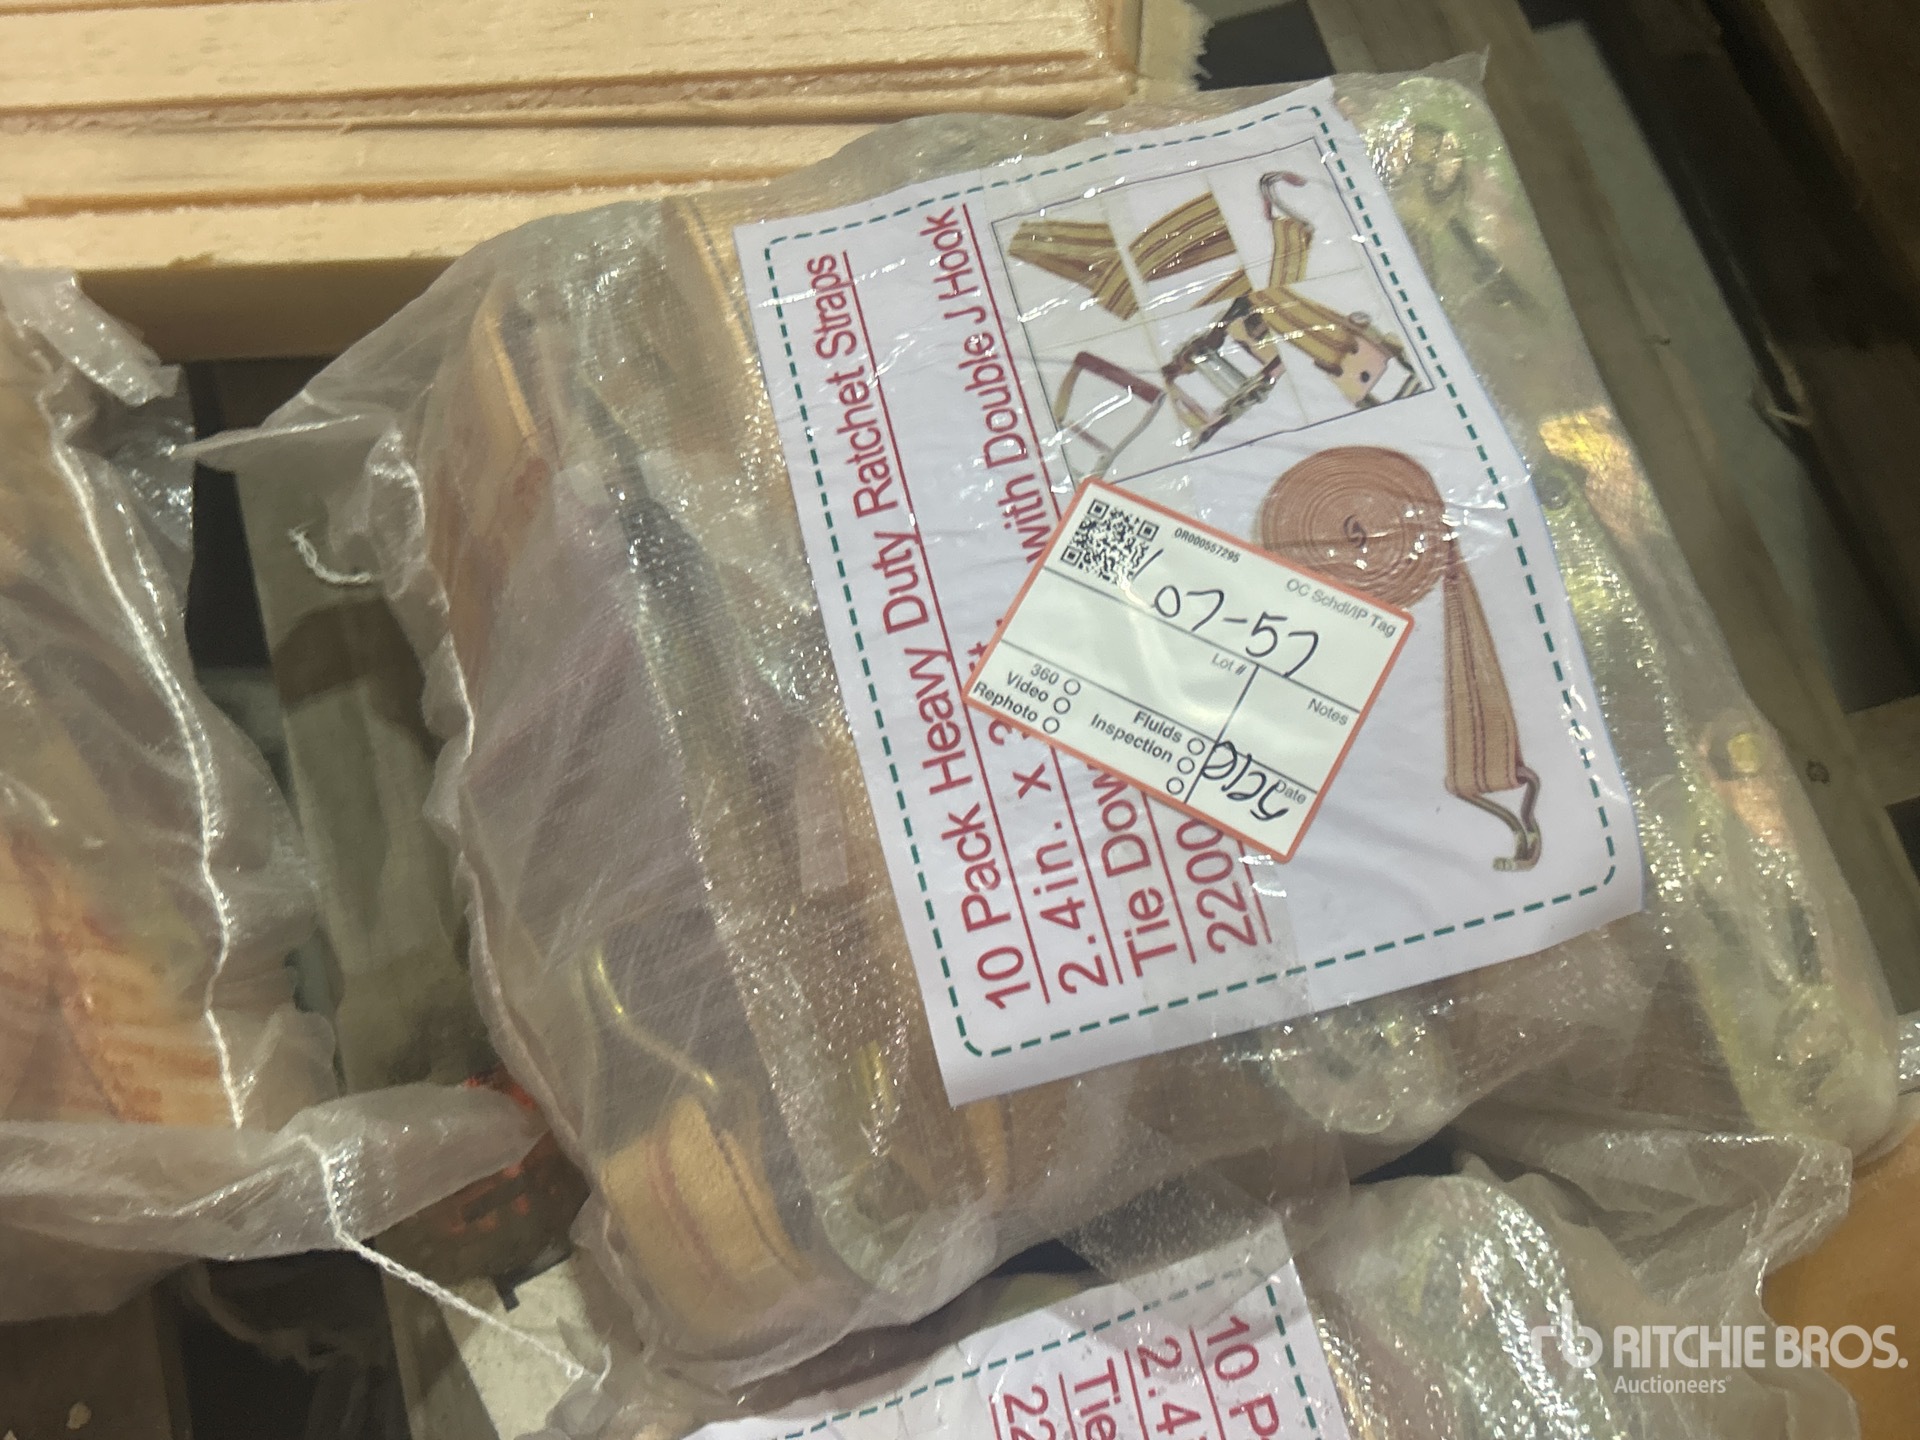 10 Pack Heavy Duty Ratchet Straps
2.4in. x with Double J Hook
Tie Dow
2200
OR000557295
OC Schdl/IP Tag
07-57
Lot #
Notes
360
Video
Rephoto
Fluids
Inspection
Date
10 P
2.4
Tie
22
RITCHIE BROS.
Auctioneers